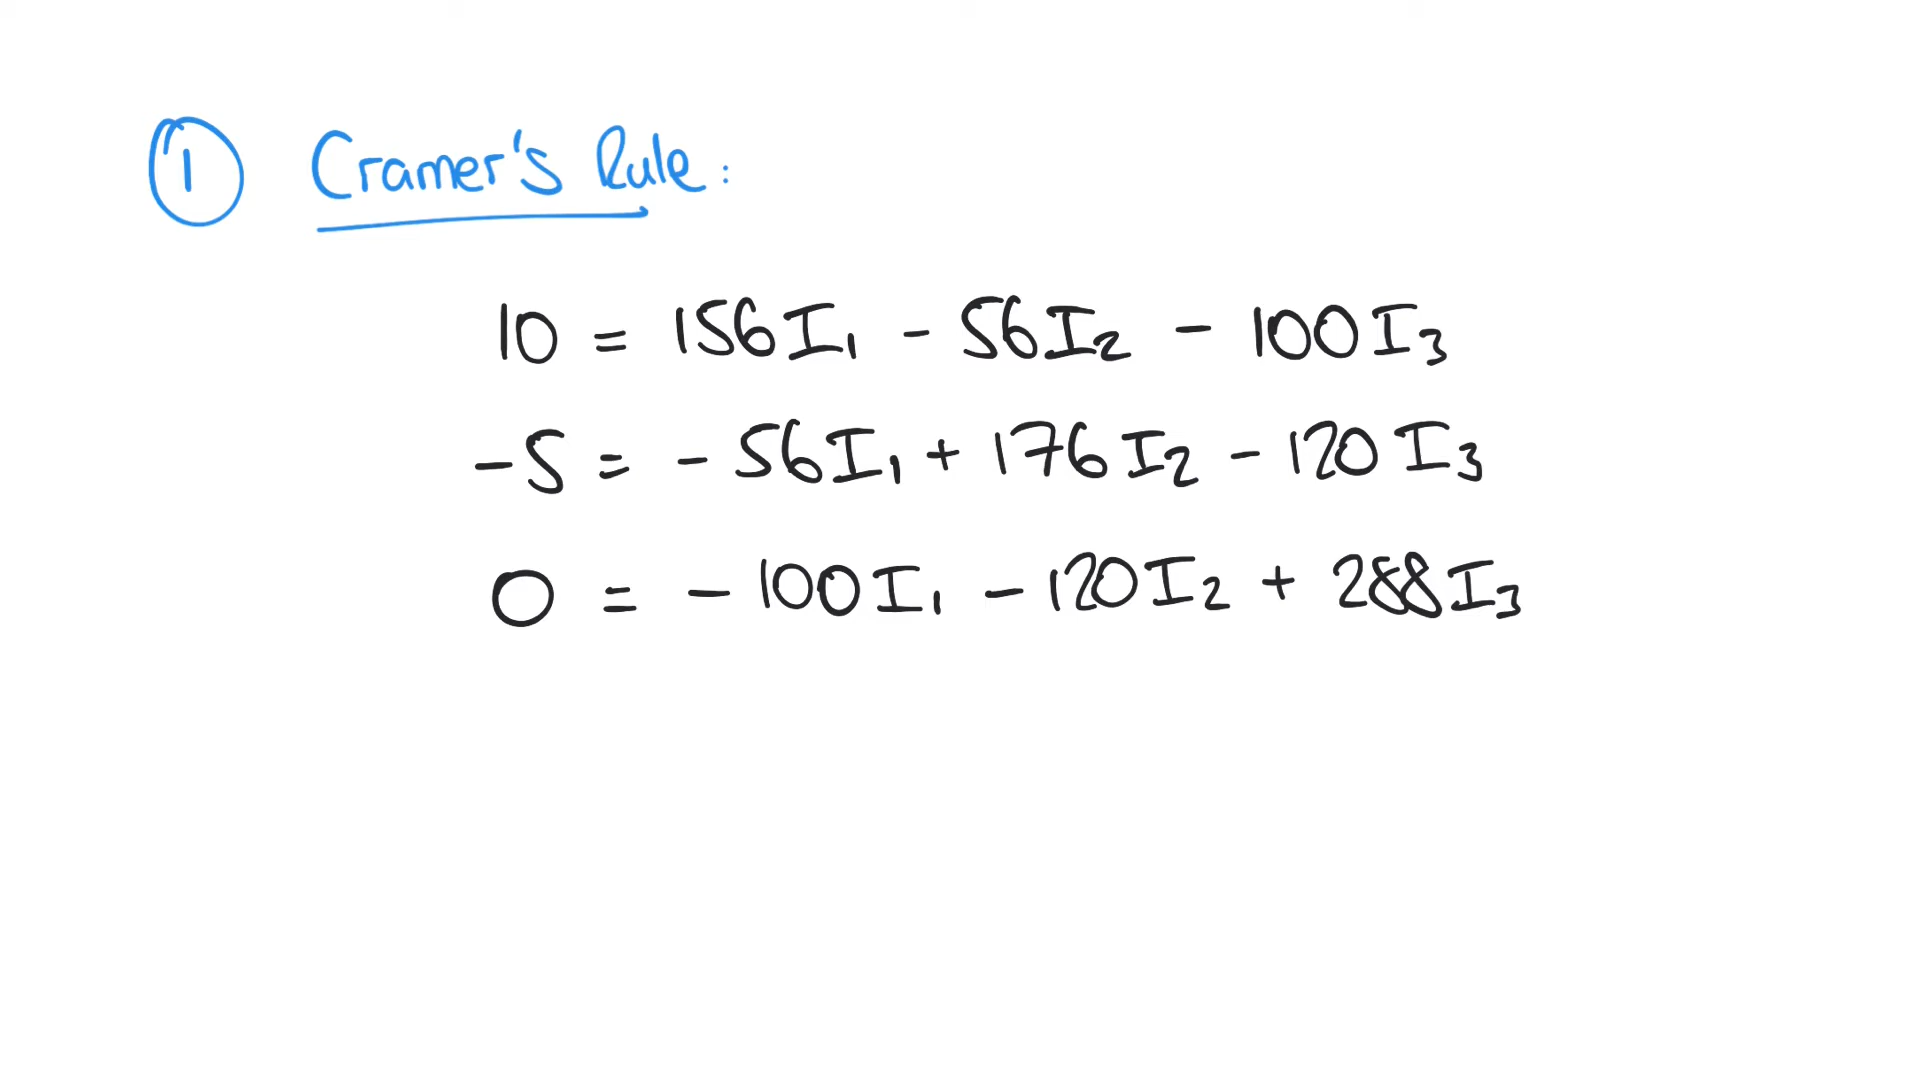 1 Cramer's Rule:
10 = 156I₁ - 56I₂ - 100I₃
-5 = -56I₁ + 176I₂ - 120I₃
0 = -100I₁ - 120I₂ + 288I₃